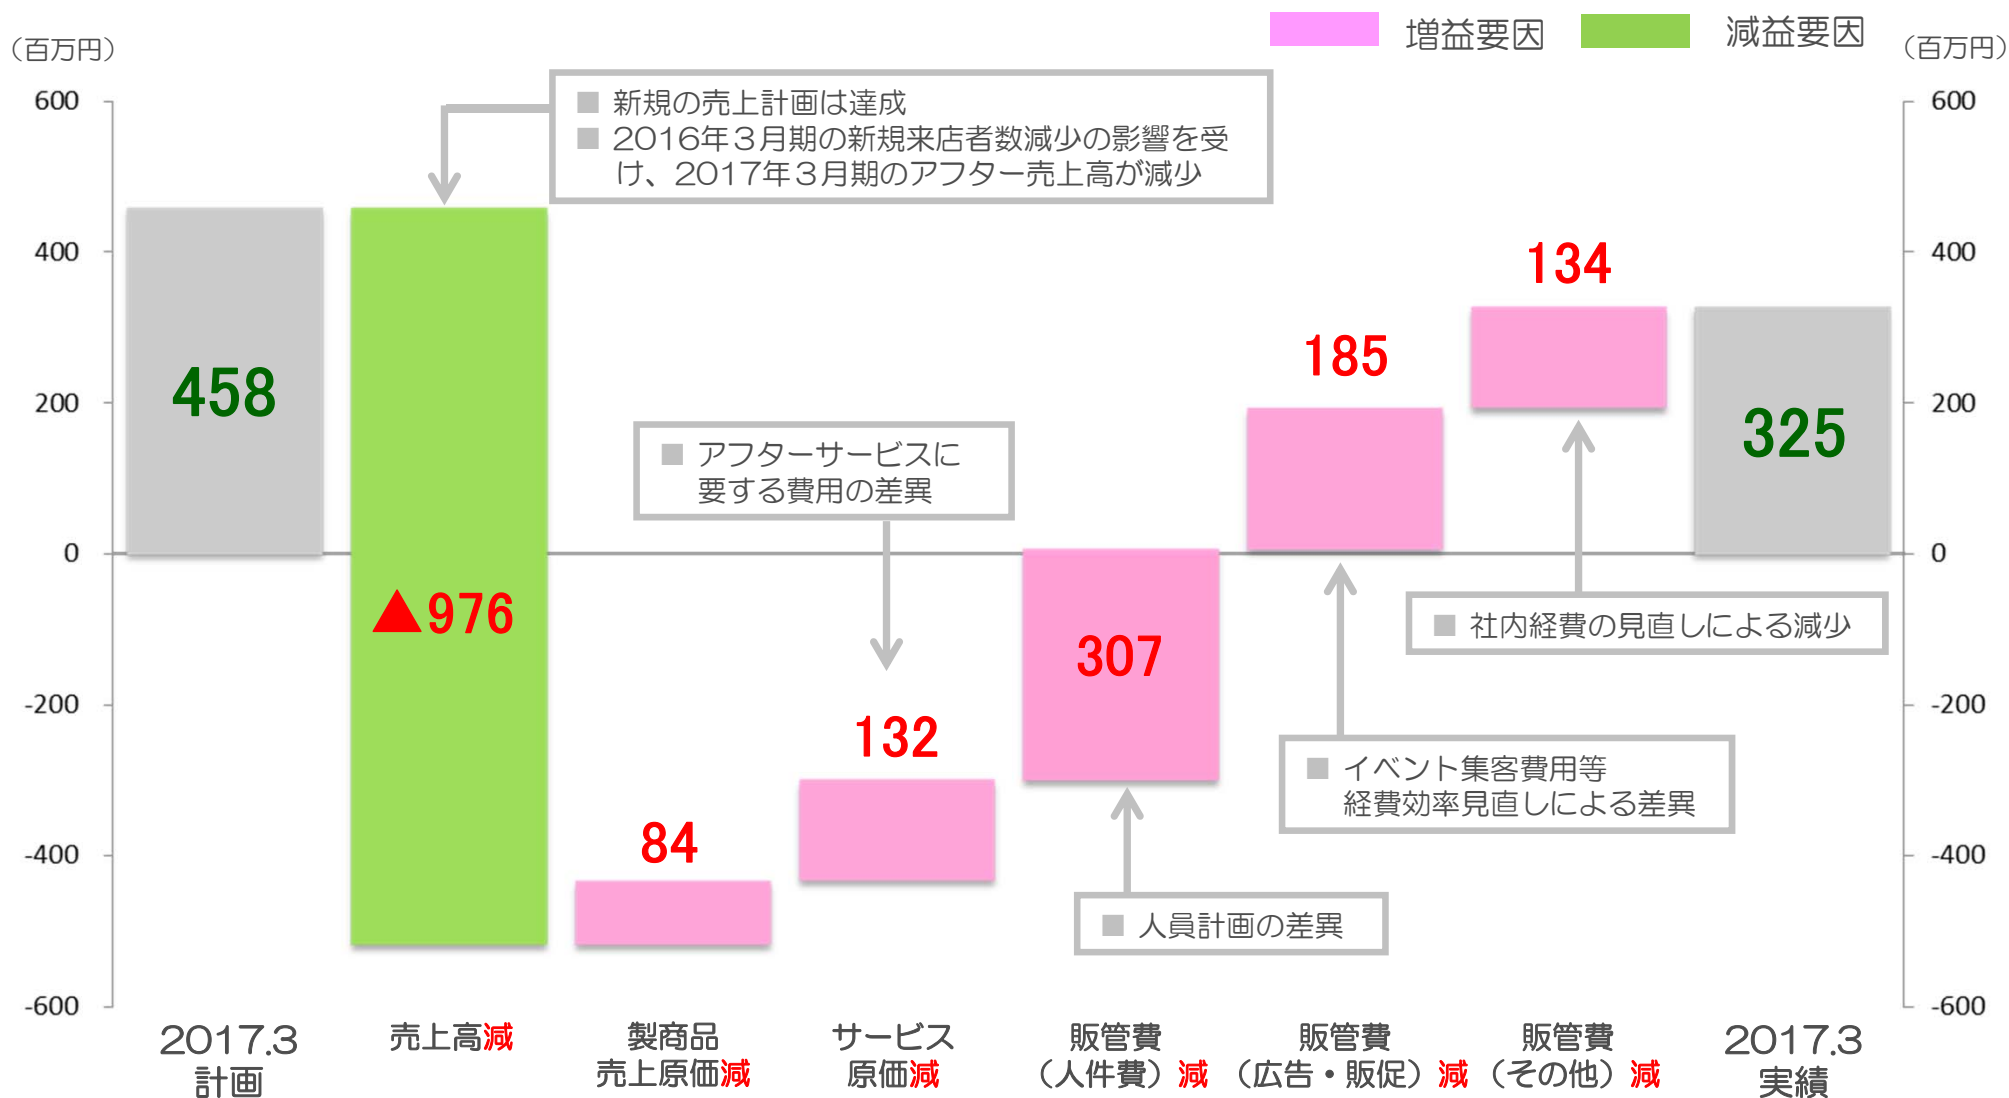 増益要因
減益要因
（百万円）
（百万円）
600
400
200
0
-200
-400
-600
600
400
200
0
-200
-400
-600
■ 新規の売上計画は達成
■ 2016年３月期の新規来店者数減少の影響を受
け、2017年３月期のアフター売上高が減少
458
▲976
84
■ アフターサービスに
要する費用の差異
132
307
■ 人員計画の差異
185
■ イベント集客費用等
経費効率見直しによる差異
134
■ 社内経費の見直しによる減少
325
2017.3
計画
売上高減
製商品
売上原価減
サービス
原価減
販管費
（人件費）減
販管費
（広告・販促）減
販管費
（その他）減
2017.3
実績